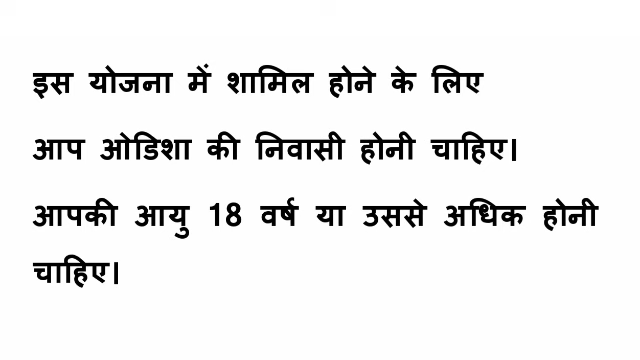 इस योजना में शामिल होने के लिए
आप ओडिशा की निवासी होनी चाहिए।
आपकी आयु 18 वर्ष या उससे अधिक होनी
चाहिए।